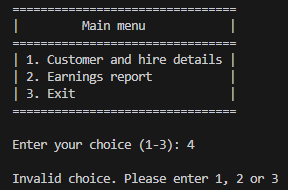 ================================
|         Main menu            |
================================
| 1. Customer and hire details |
| 2. Earnings report           |
| 3. Exit                      |
================================
Enter your choice (1-3): 4
Invalid choice. Please enter 1, 2 or 3